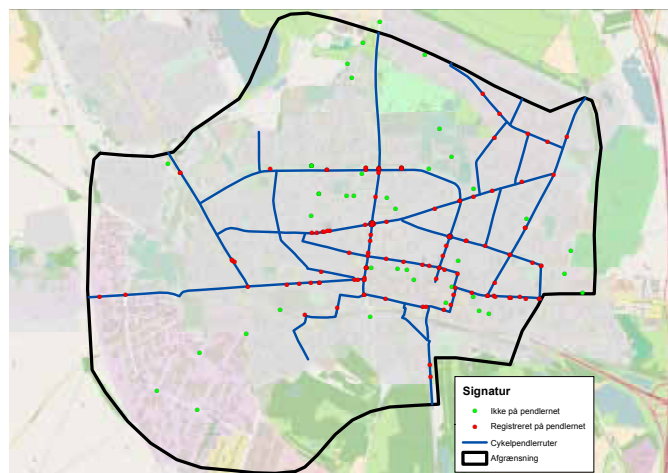 Signatur
Ikke på pendlernet
Registreret på pendlernet
Cykelpendlerruter
Afgrænsning